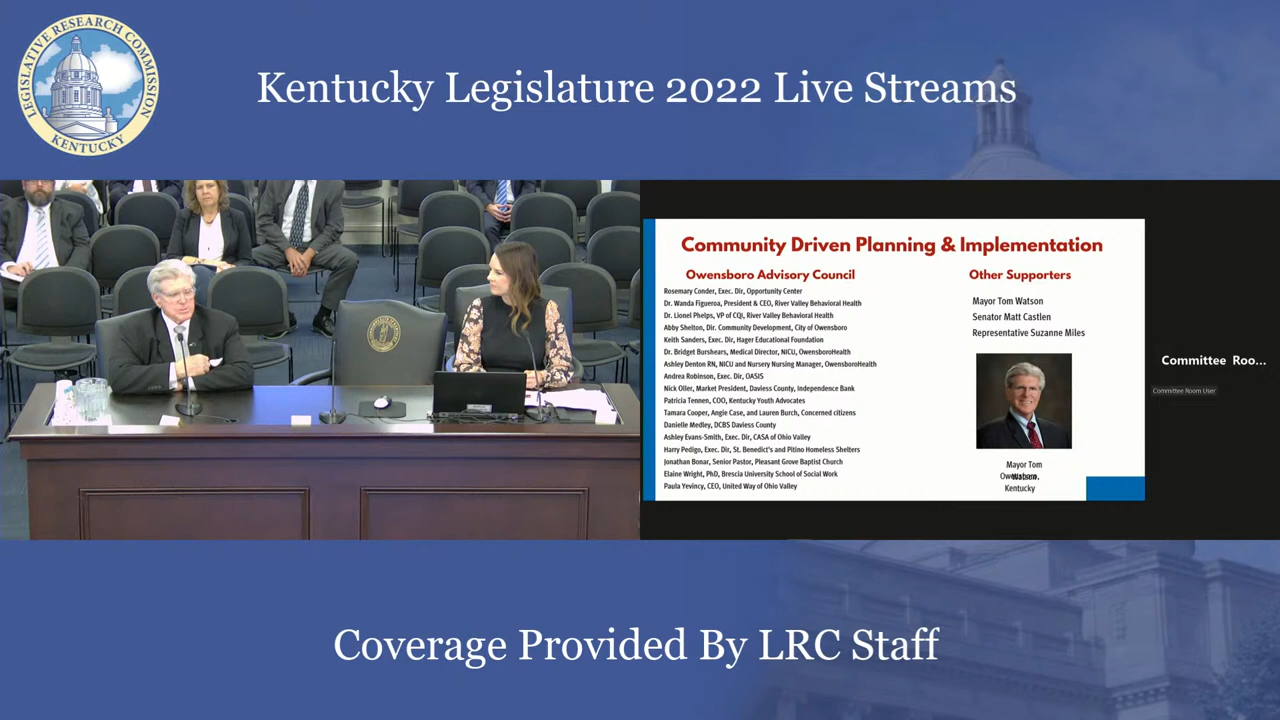 LEGISLATIVE RESEARCH COMMISSION
KENTUCKY
Kentucky Legislature 2022 Live Streams
Community Driven Planning & Implementation
Owensboro Advisory Council
Rosemary Conder, Exec. Dir, Opportunity Center
Dr. Wanda Figueroa, President & CEO, River Valley Behavioral Health
Dr. Lionel Phelps, VP of CQI, River Valley Behavioral Health
Abby Shelton, Dir. Community Development, City of Owensboro
Keith Sanders, Exec. Dir, Hager Educational Foundation
Dr. Bridget Burshears, Medical Director, NICU, OwensboroHealth
Ashley Denton RN, NICU and Nursery Nursing Manager, OwensboroHealth
Andrea Robinson, Exec. Dir, OASIS
Nick Oller, Market President, Daviess County, Independence Bank
Patricia Tennen, COO, Kentucky Youth Advocates
Tamara Cooper, Angie Case, and Lauren Burch, Concerned citizens
Danielle Medley, DCBS Daviess County
Ashley Evans-Smith, Exec. Dir, CASA of Ohio Valley
Harry Pedigo, Exec. Dir, St. Benedict's and Pitino Homeless Shelters
Jonathan Bonar, Senior Pastor, Pleasant Grove Baptist Church
Elaine Wright, PhD, Brescia University School of Social Work
Paula Yevincy, CEO, United Way of Ohio Valley
Other Supporters
Mayor Tom Watson
Senator Matt Castlen
Representative Suzanne Miles
Mayor Tom
Watson,
Owensboro,
Kentucky
Committee Roo...
Committee Room User
Coverage Provided By LRC Staff